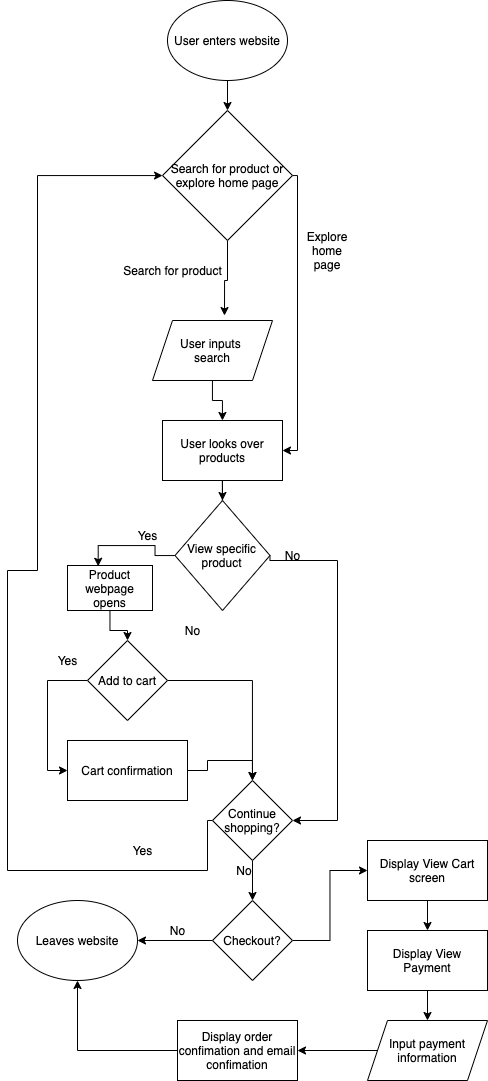 User enters website
Search for product or
explore home page
Explore
home
page
Search for product
User inputs
search
User looks over
products
View specific
product
Yes
No
Product
webpage
opens
No
Yes
Add to cart
Cart confirmation
Continue
shopping?
Yes
No
Display View Cart
screen
Checkout?
No
Leaves website
Display View
Payment
Display order
confimation and email
confimation
Input payment
information